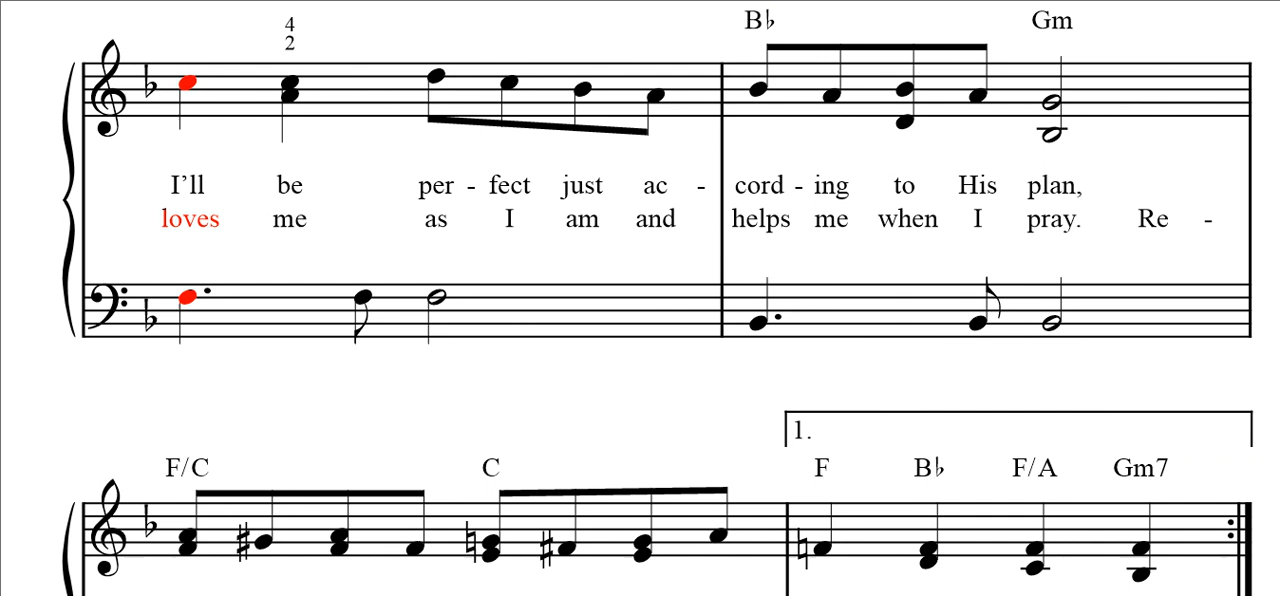 B♭ Gm
4
2
I’ll be per - fect just ac - cord - ing to His plan,
loves me as I am and helps me when I pray. Re -
1.
F/C C F B♭ F/A Gm7